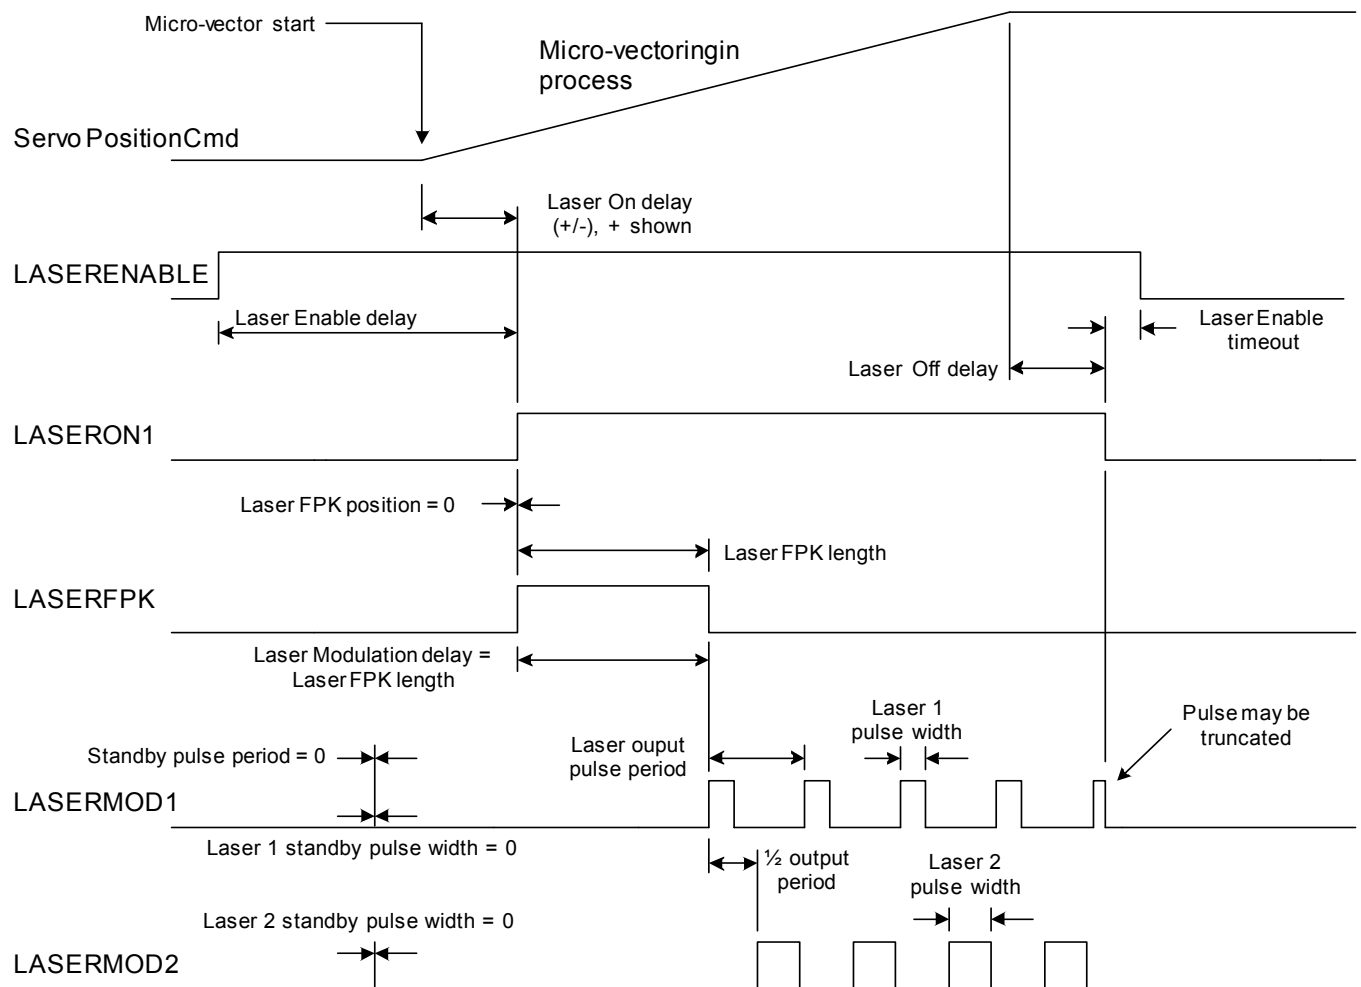 Micro-vector start
Micro-vectoringin
process
Servo PositionCmd
Laser On delay
(+/-), + shown
LASERENABLE
Laser Enable delay
Laser Enable
timeout
Laser Off delay
LASERON1
Laser FPK position = 0
Laser FPK length
LASERFPK
Laser Modulation delay =
Laser FPK length
Laser 1
pulse width
Pulse may be
truncated
Standby pulse period = 0
Laser ouput
pulse period
LASERMOD1
Laser 1 standby pulse width = 0
½ output
period
Laser 2
pulse width
Laser 2 standby pulse width = 0
LASERMOD2